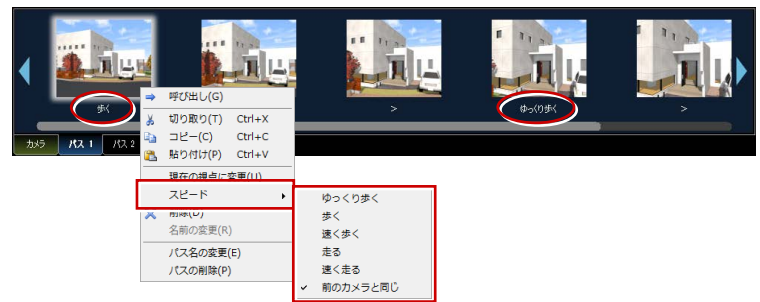 歩く
>
ゆっくり歩く
>
カメラ
パス 1
パス 2
呼び出し(G)
切り取り(T) Ctrl+X
コピー(C) Ctrl+C
貼り付け(P) Ctrl+V
現在の視点に変更(U)
スピード
削除(D)
名前の変更(R)
パス名の変更(E)
パスの削除(P)
ゆっくり歩く
歩く
速く歩く
走る
速く走る
前のカメラと同じ